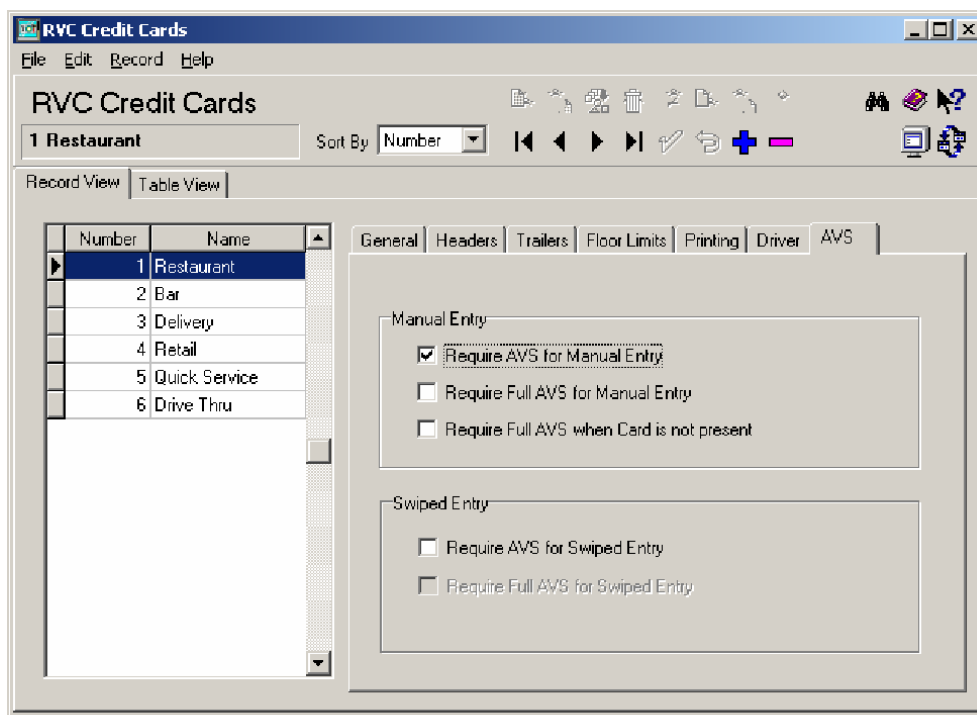 RVC Credit Cards
File Edit Record Help
RVC Credit Cards
1 Restaurant
Sort By Number
Record View Table View
Number Name
1 Restaurant
2 Bar
3 Delivery
4 Retail
5 Quick Service
6 Drive Thru
General Headers Trailers Floor Limits Printing Driver AVS
Manual Entry
Require AVS for Manual Entry
Require Full AVS for Manual Entry
Require Full AVS when Card is not present
Swiped Entry
Require AVS for Swiped Entry
Require Full AVS for Swiped Entry